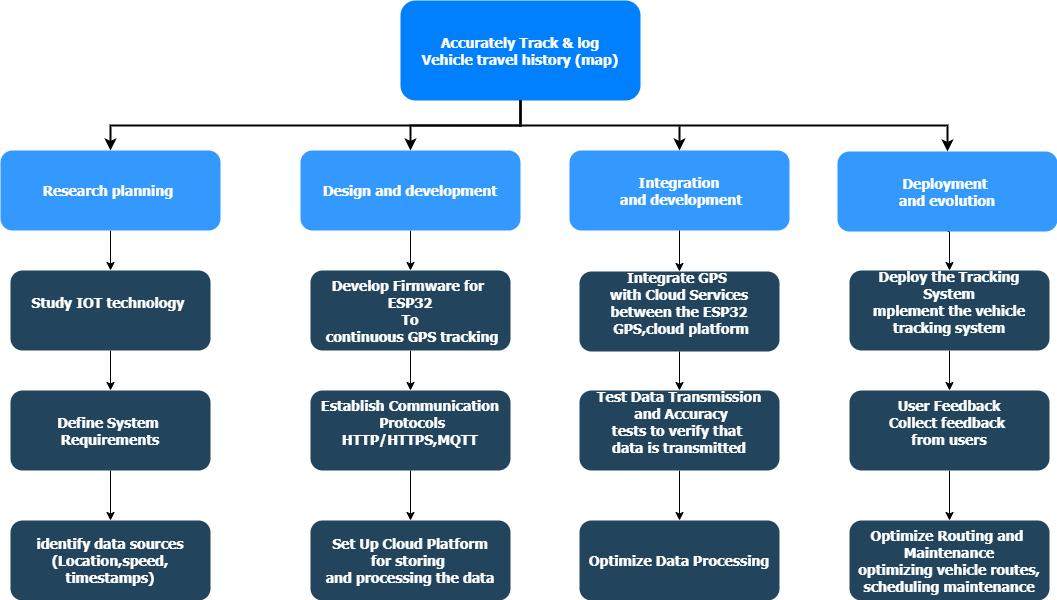 Accurately Track & log
Vehicle travel history (map)
Research planning
Design and development
Integration
and development
Deployment
and evolution
Study IOT technology
Develop Firmware for
ESP32
To
continuous GPS tracking
Integrate GPS
with Cloud Services
between the ESP32
GPS,cloud platform
Deploy the Tracking
System
mplement the vehicle
tracking system
Define System
Requirements
Establish Communication
Protocols
HTTP/HTTPS,MQTT
Test Data Transmission
and Accuracy
tests to verify that
data is transmitted
User Feedback
Collect feedback
from users
identify data sources
(Location,speed,
timestamps)
Set Up Cloud Platform
for storing
and processing the data
Optimize Data Processing
Optimize Routing and
Maintenance
optimizing vehicle routes,
scheduling maintenance